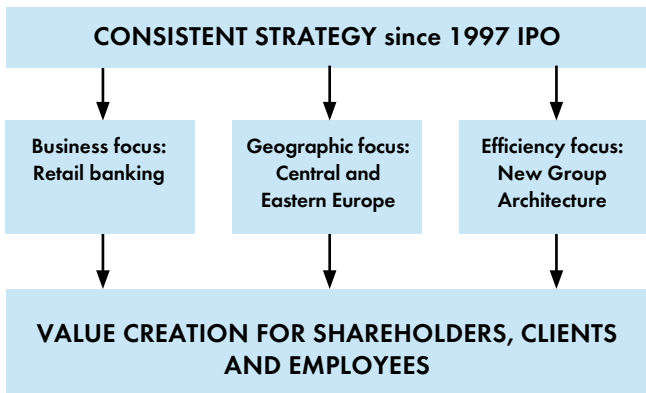 CONSISTENT STRATEGY since 1997 IPO
Business focus:
Retail banking
Geographic focus:
Central and
Eastern Europe
Efficiency focus:
New Group
Architecture
VALUE CREATION FOR SHAREHOLDERS, CLIENTS
AND EMPLOYEES